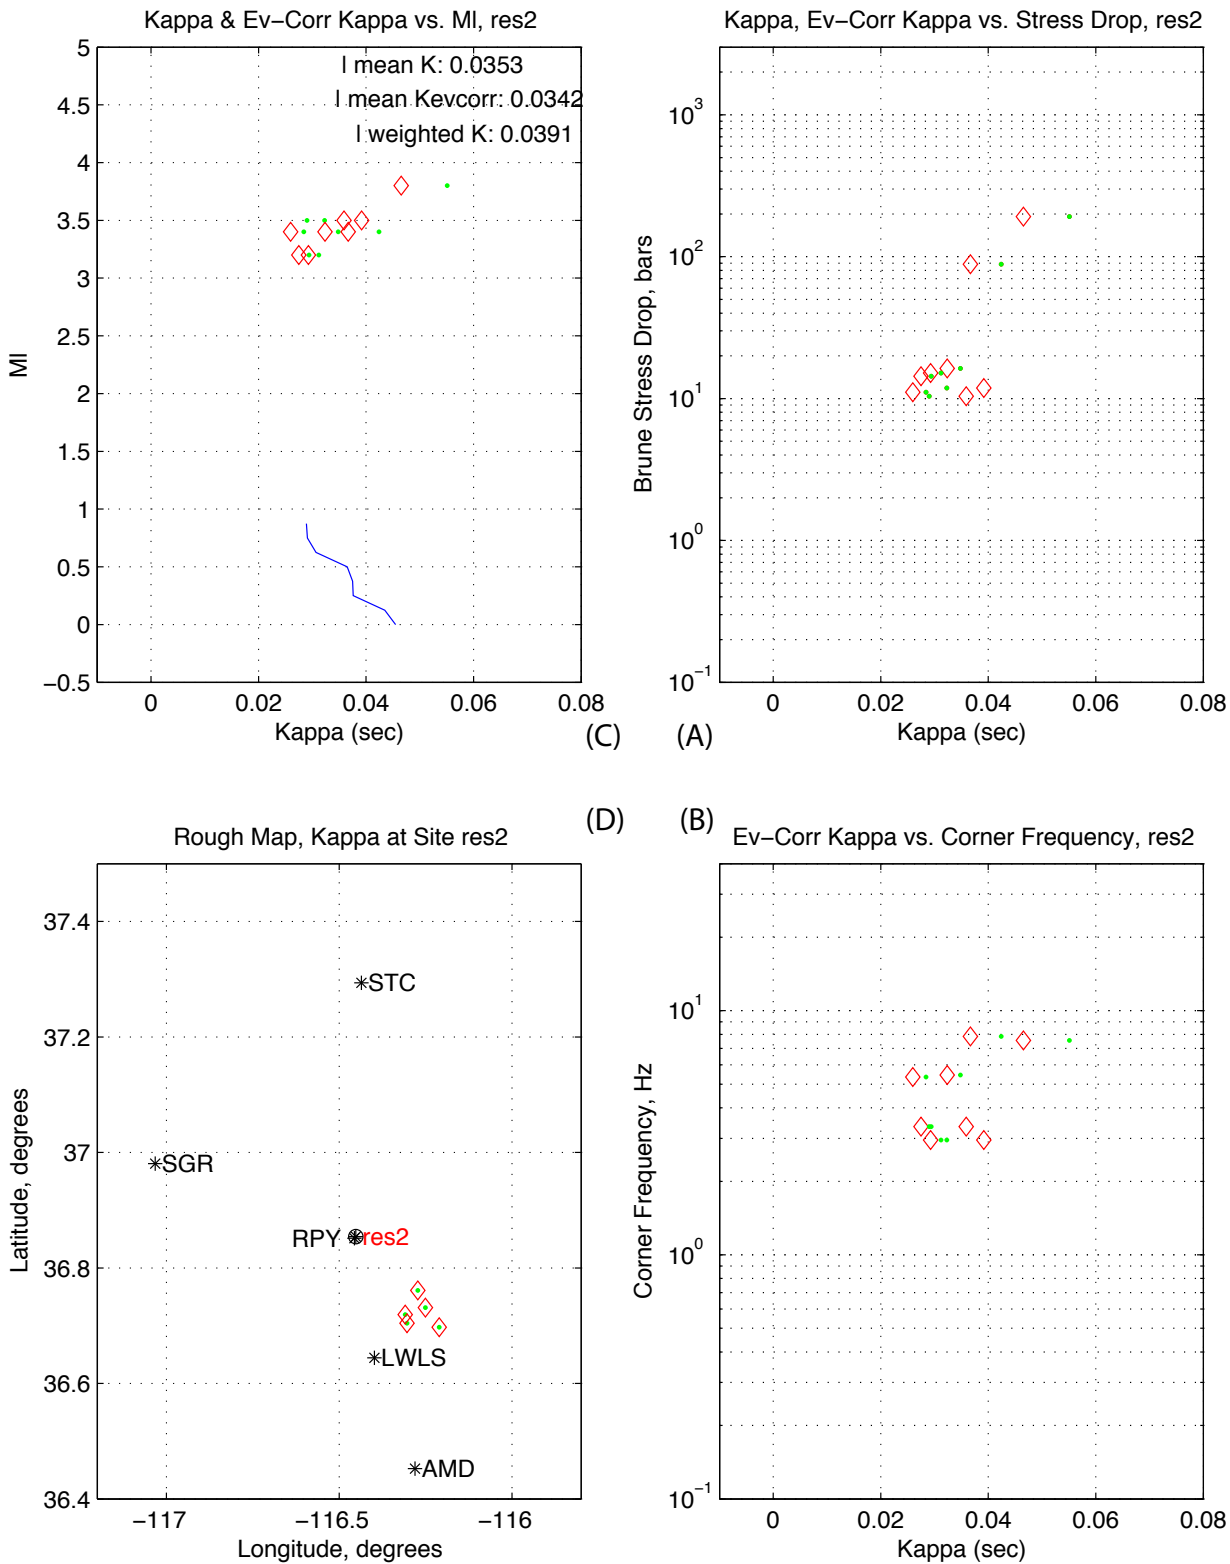 Kappa & Ev−Corr Kappa vs. Ml, res2
l mean K: 0.0353
l mean Kevcorr: 0.0342
l weighted K: 0.0391
5
4.5
4
3.5
3
2.5
2
1.5
1
0.5
0
−0.5
Ml
0 0.02 0.04 0.06 0.08
Kappa (sec)
(C)
Kappa, Ev−Corr Kappa vs. Stress Drop, res2
10^3
10^2
10^1
10^0
10^−1
Brune Stress Drop, bars
0 0.02 0.04 0.06 0.08
Kappa (sec)
(A)
Rough Map, Kappa at Site res2
(D)
37.4
37.2
37
36.8
36.6
36.4
Latitude, degrees
STC
SGR
RPY
res2
LWLS
AMD
−117 −116.5 −116
Longitude, degrees
(B)
Ev−Corr Kappa vs. Corner Frequency, res2
10^1
10^0
10^−1
Corner Frequency, Hz
0 0.02 0.04 0.06 0.08
Kappa (sec)